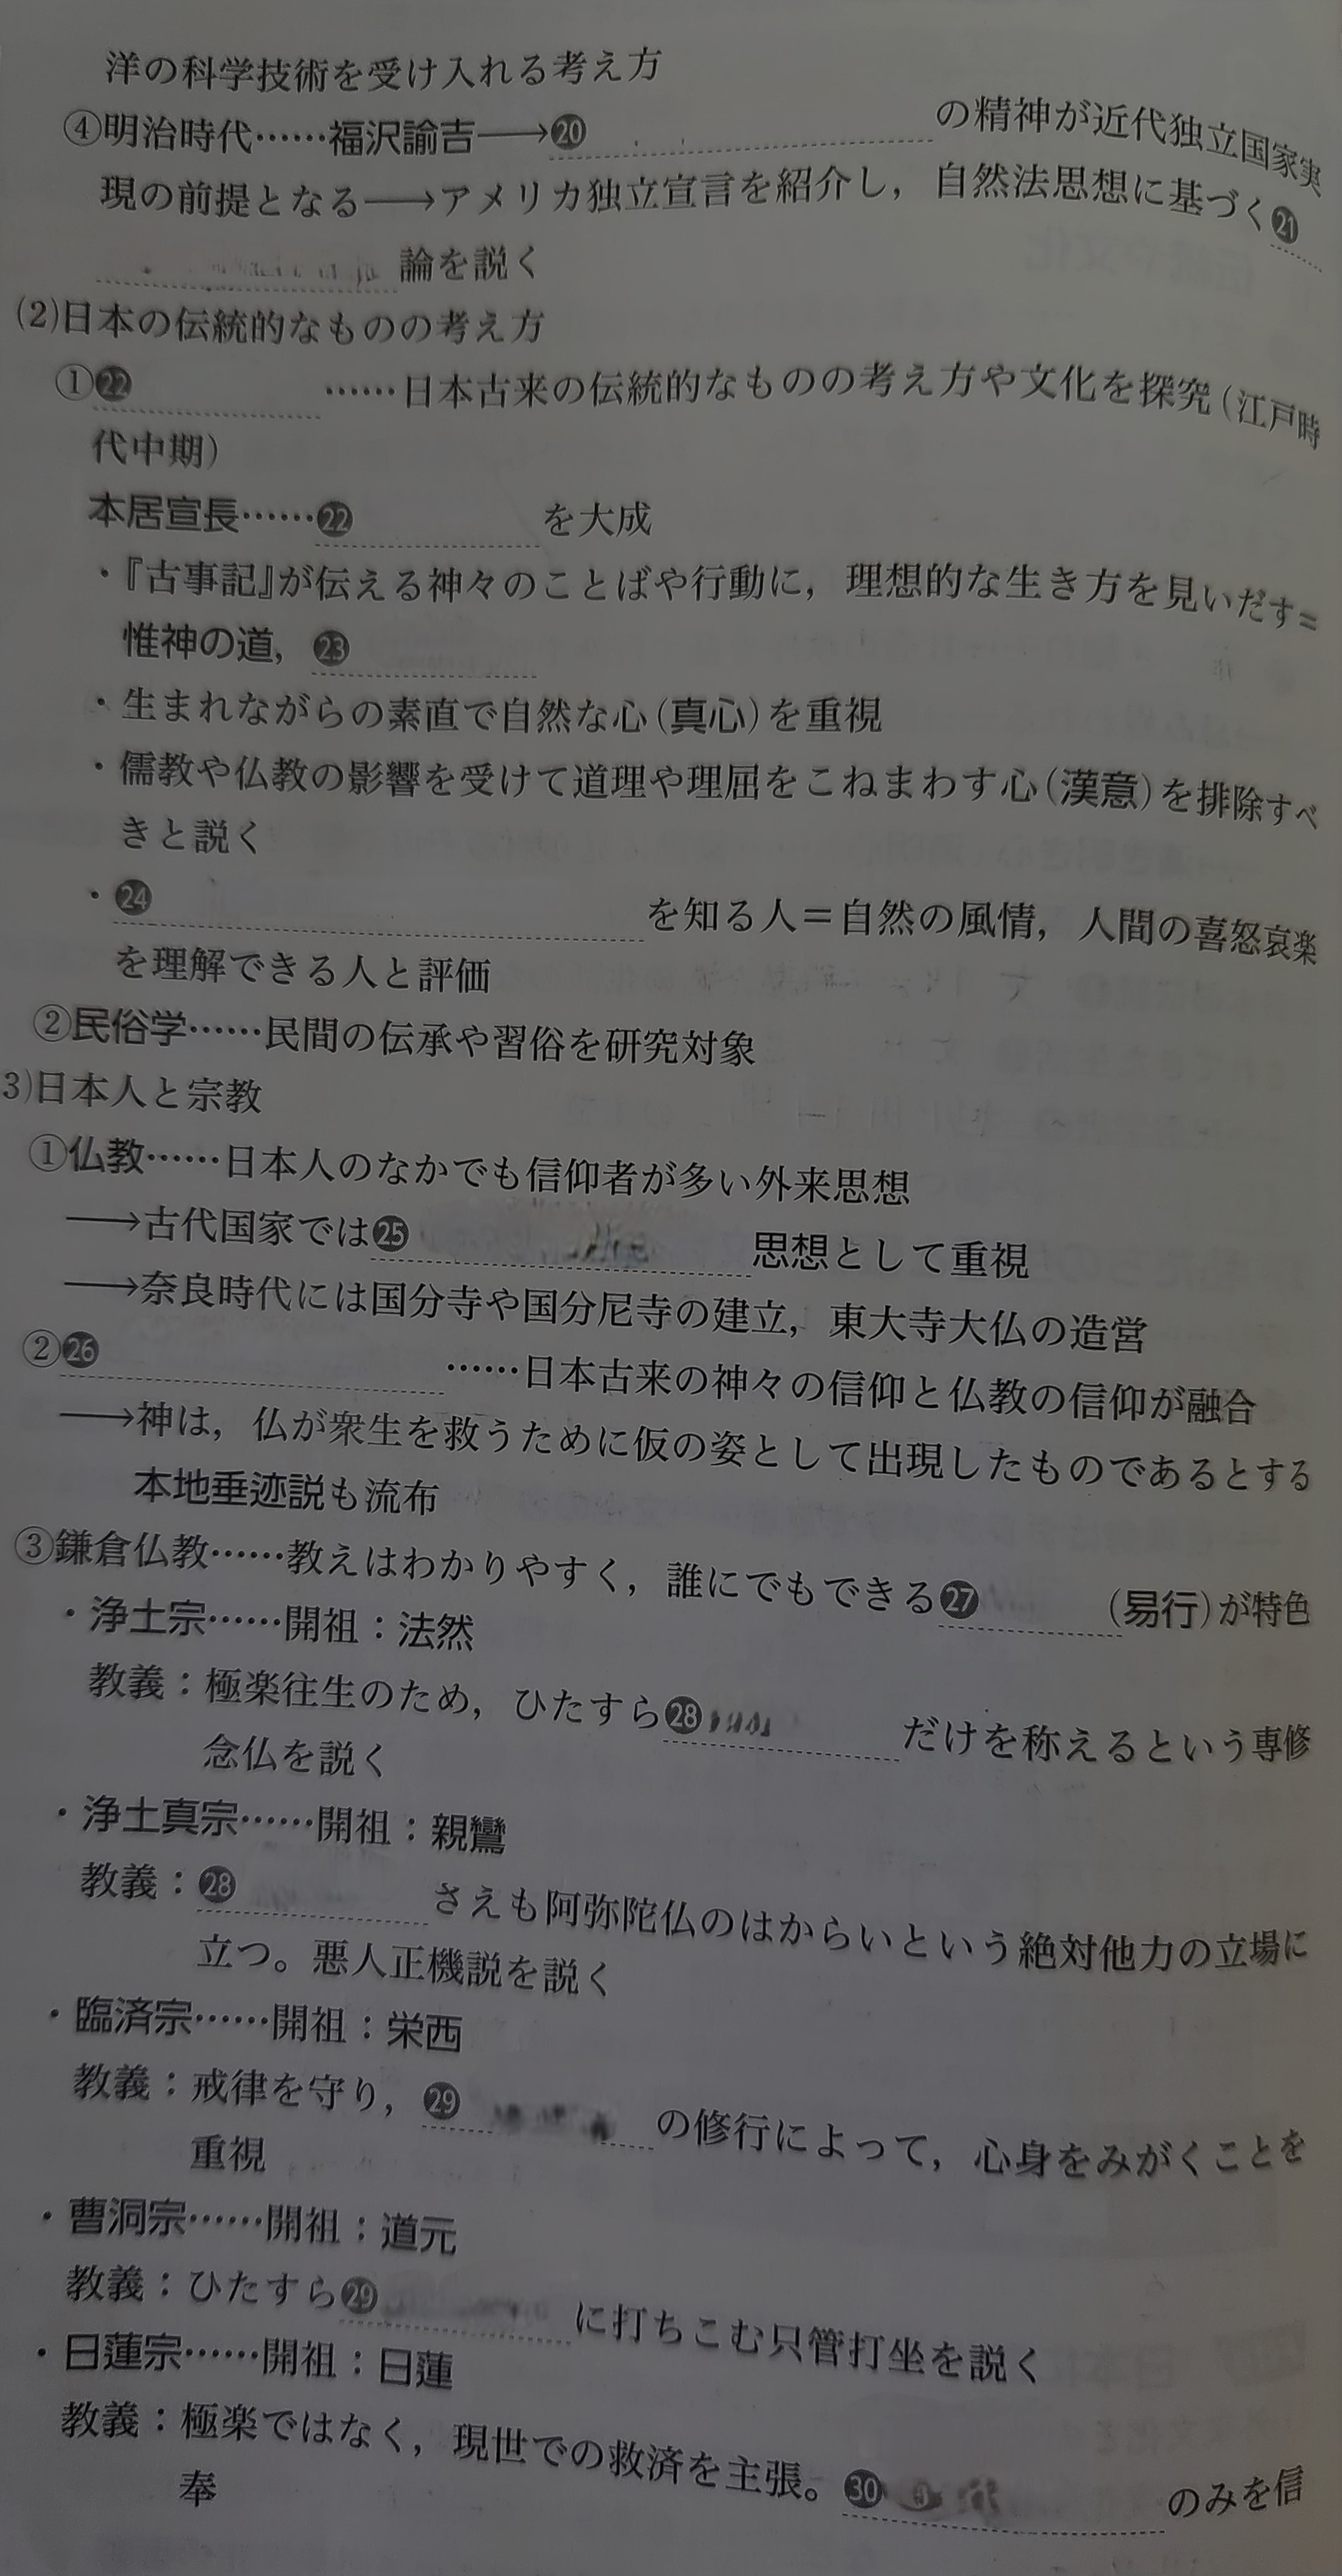 洋の科学技術を受け入れる考え方
④明治時代……福沢諭吉→⑳ の精神が近代独立国家実
現の前提となる→アメリカ独立宣言を紹介し，自然法思想に基づく㉑
論を説く
(2)日本の伝統的なものの考え方
①㉒ ……日本古来の伝統的なものの考え方や文化を探究(江戸時
代中期)
本居宣長……㉒ を大成
・『古事記』が伝える神々のことばや行動に，理想的な生き方を見いだす＝
惟神の道，㉓
・生まれながらの素直で自然な心(真心)を重視
・儒教や仏教の影響を受けて道理や理屈をこねまわす心(漢意)を排除すべ
きと説く
・㉔ を知る人＝自然の風情，人間の喜怒哀楽
を理解できる人と評価
②民俗学……民間の伝承や習俗を研究対象
3)日本人と宗教
①仏教……日本人のなかでも信仰者が多い外来思想
→古代国家では㉕ 思想として重視
→奈良時代には国分寺や国分尼寺の建立，東大寺大仏の造営
②㉖ ……日本古来の神々の信仰と仏教の信仰が融合
→神は，仏が衆生を救うために仮の姿として出現したものであるとする
本地垂迹説も流布
③鎌倉仏教……教えはわかりやすく，誰にでもできる㉗ (易行)が特色
・浄土宗……開祖：法然
教義：極楽往生のため，ひたすら㉘ だけを称えるという専修
念仏を説く
・浄土真宗……開祖：親鸞
教義：㉘ さえも阿弥陀仏のはからいという絶対他力の立場に
立つ。悪人正機説を説く
・臨済宗……開祖：栄西
教義：戒律を守り，㉙ の修行によって，心身をみがくことを
重視
・曹洞宗……開祖：道元
教義：ひたすら㉙ に打ちこむ只管打坐を説く
・日蓮宗……開祖：日蓮
教義：極楽ではなく，現世での救済を主張。㉚ のみを信
奉